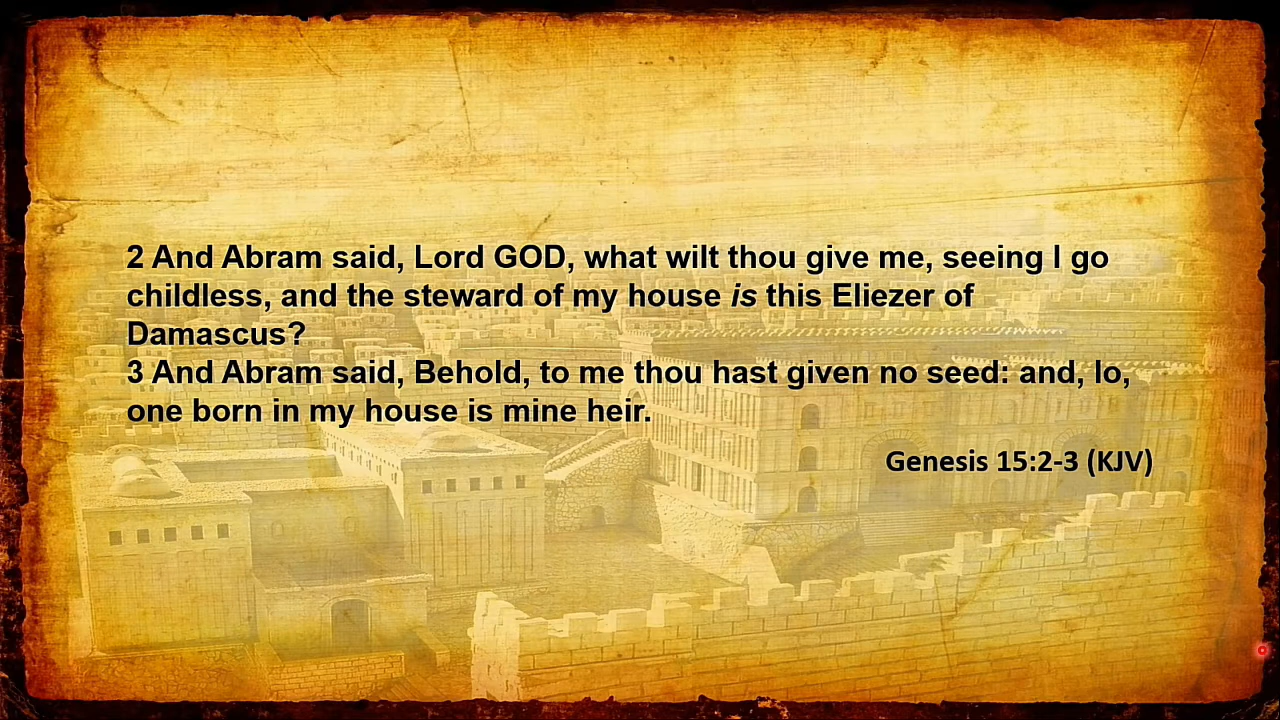 2 And Abram said, Lord GOD, what wilt thou give me, seeing I go
childless, and the steward of my house is this Eliezer of
Damascus?
3 And Abram said, Behold, to me thou hast given no seed: and, lo,
one born in my house is mine heir.
Genesis 15:2-3 (KJV)